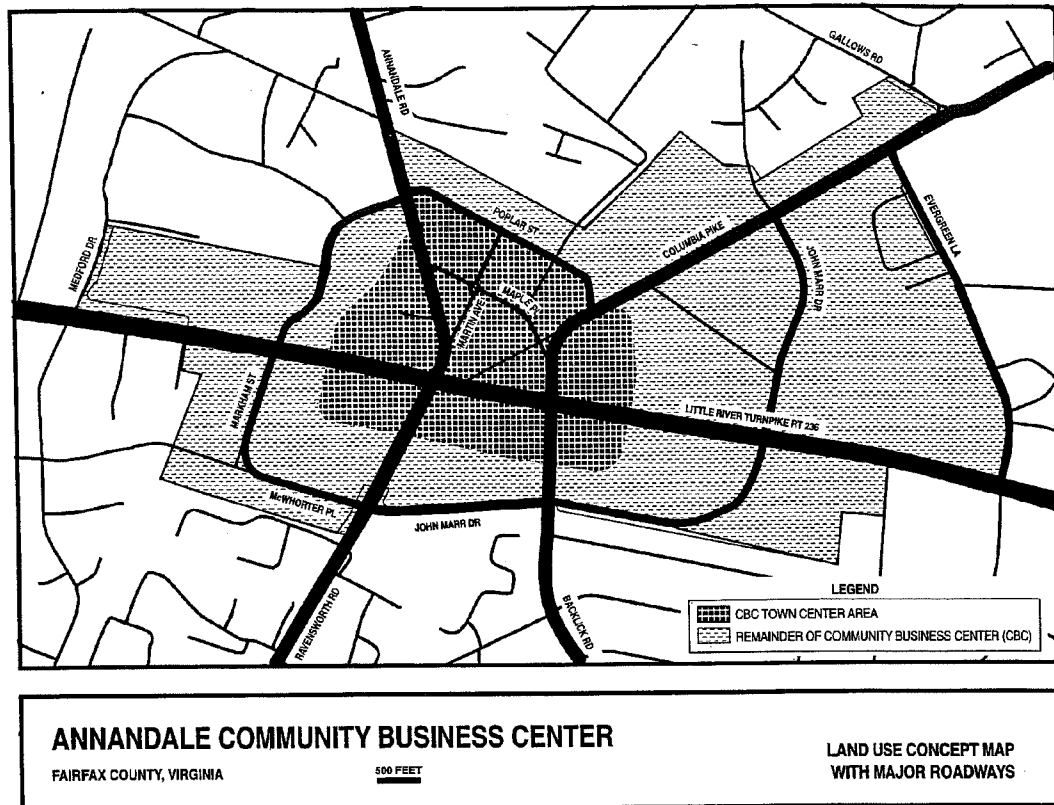 GALLOWS RD
ANNANDALE RD
POPLAR ST
COLUMBIA PIKE
EVERGREEN LA
MEDFORD DR
JOHN MARR DR
MAPLE PL
MARTIN AVE
MARKHAM ST
LITTLE RIVER TURNPIKE RT 236
McWHORTER PL
JOHN MARR DR
RAVENSWORTH RD
BACKLICK RD
LEGEND
CBC TOWN CENTER AREA
REMAINDER OF COMMUNITY BUSINESS CENTER (CBC)
ANNANDALE COMMUNITY BUSINESS CENTER
FAIRFAX COUNTY, VIRGINIA
500 FEET
LAND USE CONCEPT MAP
WITH MAJOR ROADWAYS